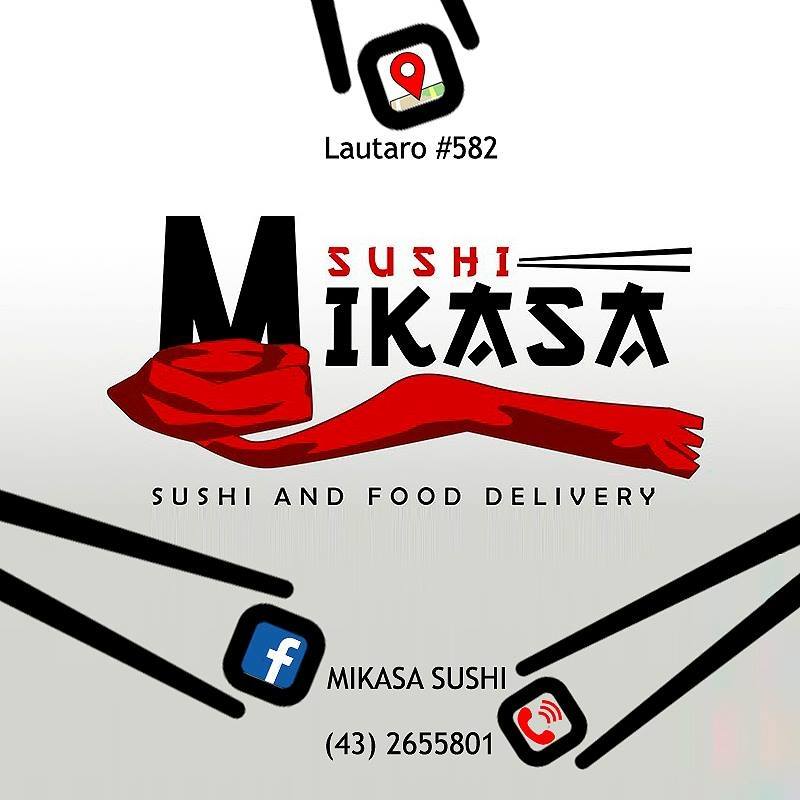 Lautaro #582
SUSHI
MIKASA
SUSHI AND FOOD DELIVERY
f
MIKASA SUSHI
(43) 2655801